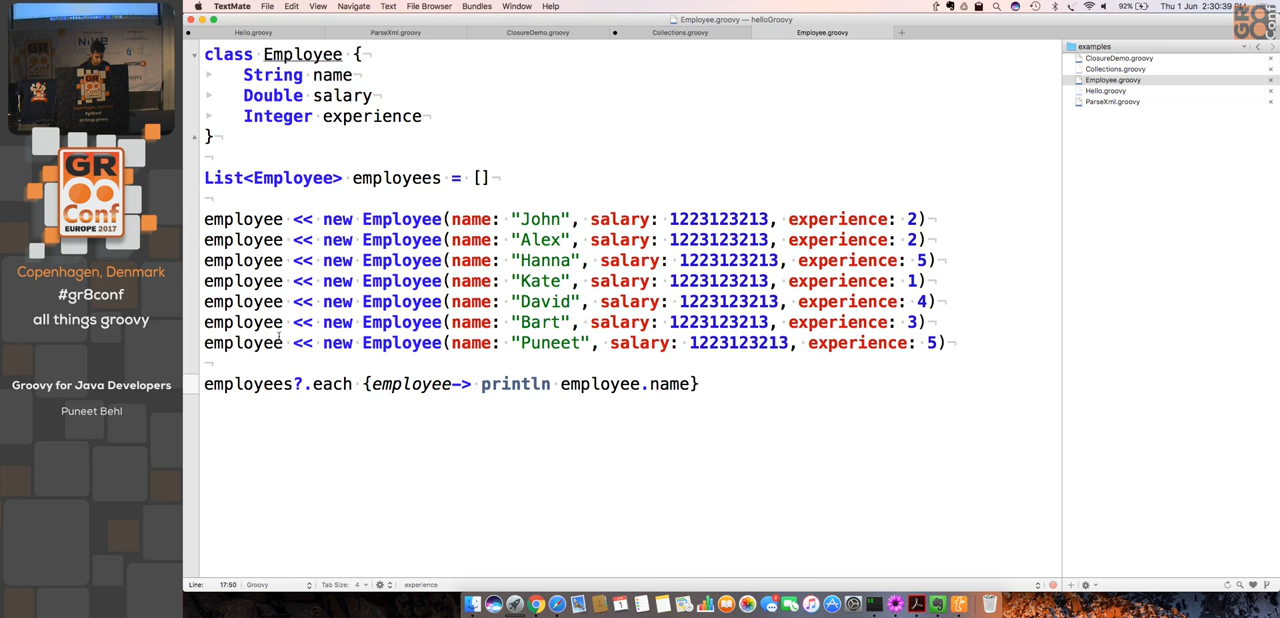 TextMate File Edit View Navigate Text File Browser Bundles Window Help
92% Thu 1 Jun 2:30:39 PM
Employee.groovy — helloGroovy
Hello.groovy ParseXml.groovy ClosureDemo.groovy Collections.groovy Employee.groovy
class Employee {
String name
Double salary
Integer experience
}
List<Employee> employees = []
employee << new Employee(name: "John", salary: 1223123213, experience: 2)
employee << new Employee(name: "Alex", salary: 1223123213, experience: 2)
employee << new Employee(name: "Hanna", salary: 1223123213, experience: 5)
employee << new Employee(name: "Kate", salary: 1223123213, experience: 1)
employee << new Employee(name: "David", salary: 1223123213, experience: 4)
employee << new Employee(name: "Bart", salary: 1223123213, experience: 3)
employee << new Employee(name: "Puneet", salary: 1223123213, experience: 5)
employees?.each {employee-> println employee.name}
Line: 17:50 Groovy Tab Size: 4 experience
examples
ClosureDemo.groovy
Collections.groovy
Employee.groovy
Hello.groovy
ParseXml.groovy
GR
Conf
EUROPE 2017
Copenhagen, Denmark
#gr8conf
all things groovy
Groovy for Java Developers
Puneet Behl